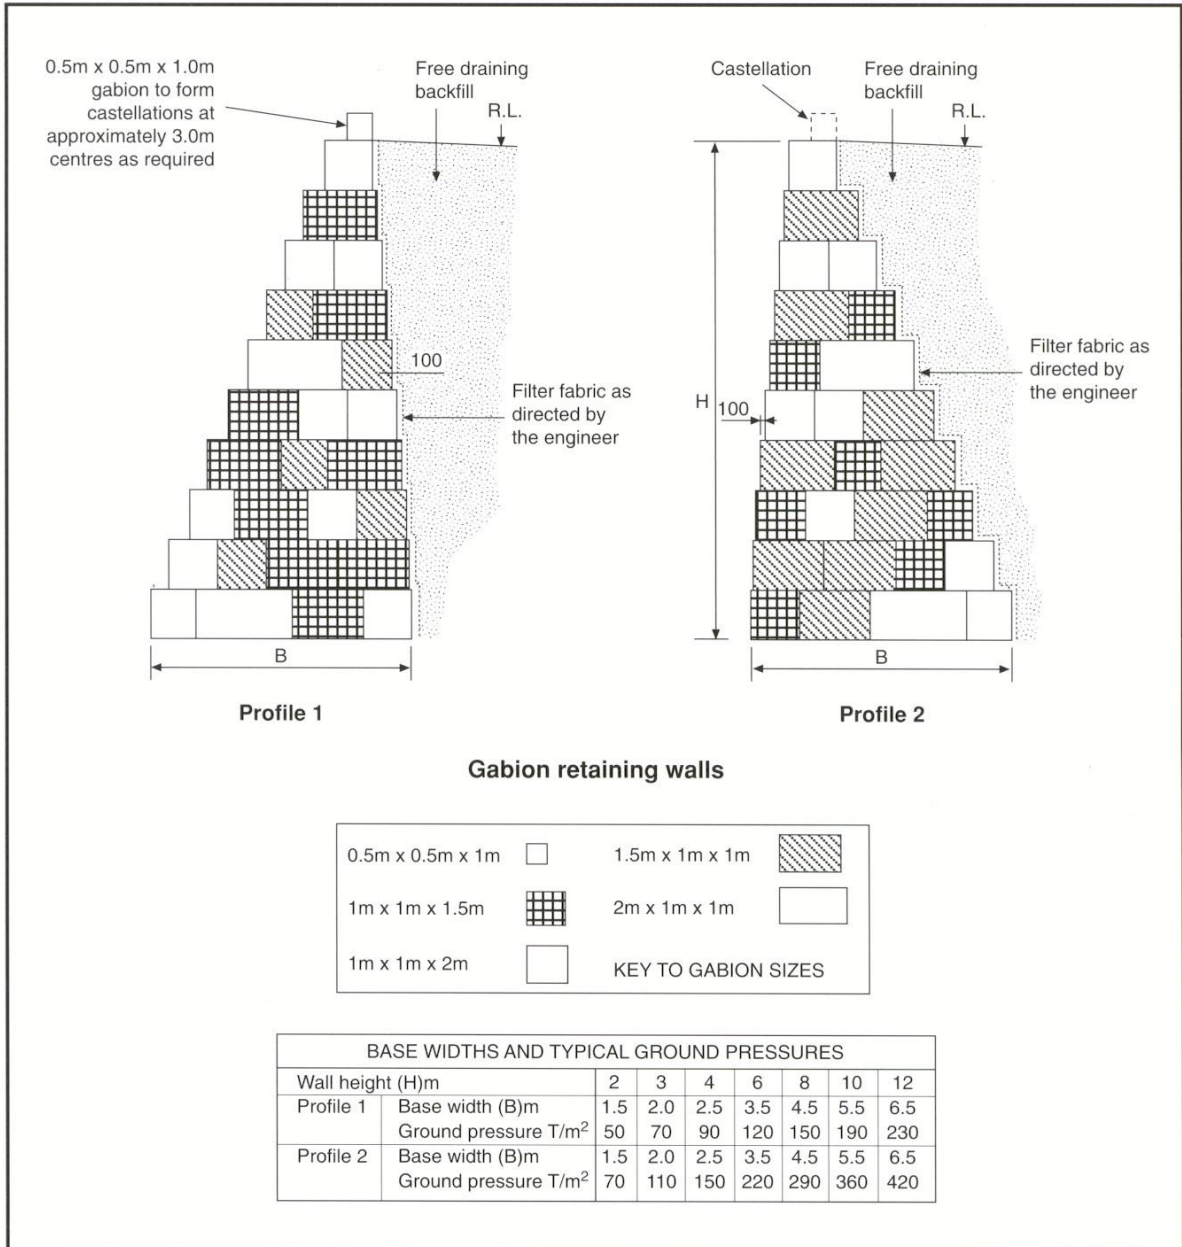 0.5m x 0.5m x 1.0m
gabion to form
castellations at
approximately 3.0m
centres as required
Free draining
backfill
R.L.
100
Filter fabric as
directed by
the engineer
B
Profile 1
Castellation
Free draining
backfill
R.L.
H
100
Filter fabric as
directed by
the engineer
B
Profile 2
Gabion retaining walls
0.5m x 0.5m x 1m
1.5m x 1m x 1m
1m x 1m x 1.5m
2m x 1m x 1m
1m x 1m x 2m
KEY TO GABION SIZES
BASE WIDTHS AND TYPICAL GROUND PRESSURES
Wall height (H)m 2 3 4 6 8 10 12
Profile 1 Base width (B)m 1.5 2.0 2.5 3.5 4.5 5.5 6.5
Ground pressure T/m² 50 70 90 120 150 190 230
Profile 2 Base width (B)m 1.5 2.0 2.5 3.5 4.5 5.5 6.5
Ground pressure T/m² 70 110 150 220 290 360 420